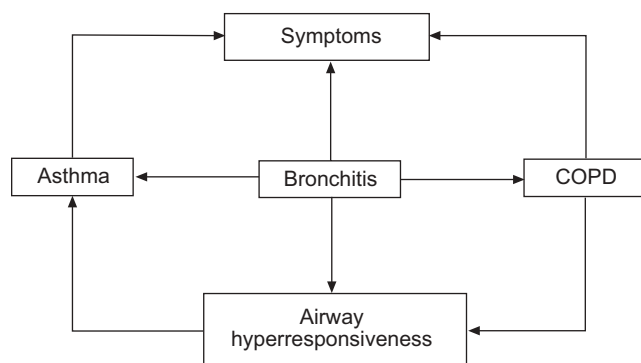 Symptoms
Asthma
Bronchitis
COPD
Airway
hyperresponsiveness